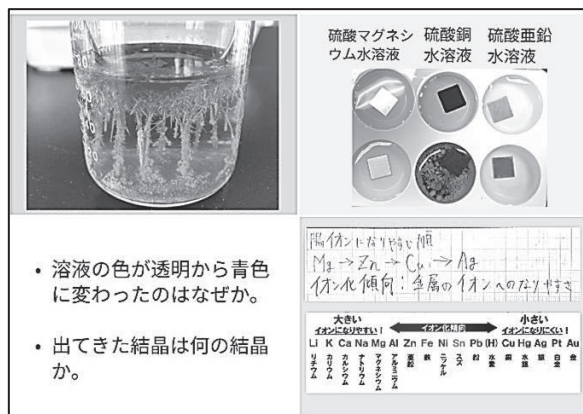 硫酸マグネシ
ウム水溶液
硫酸銅
水溶液
硫酸亜鉛
水溶液
• 溶液の色が透明から青色
に変わったのはなぜか。
• 出てきた結晶は何の結晶
か。
陽イオンになりやすい順
Mg → Zn → Cu → Ag
イオン化傾向：金属のイオンへのなりやすさ
大きい
イオンになりやすい！
イオン化傾向
小さい
イオンになりにくい！
Li K Ca Na Mg Al Zn Fe Ni Sn Pb (H) Cu Hg Ag Pt Au
リチウム カリウム カルシウム ナトリウム マグネシウム アルミニウム 亜鉛 鉄 ニッケル スズ 鉛 水素 銅 水銀 銀 白金 金